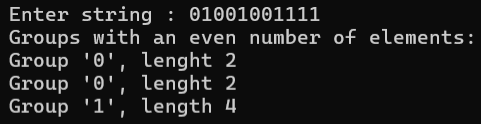 Enter string : 01001001111
Groups with an even number of elements:
Group '0', lenght 2
Group '0', lenght 2
Group '1', length 4